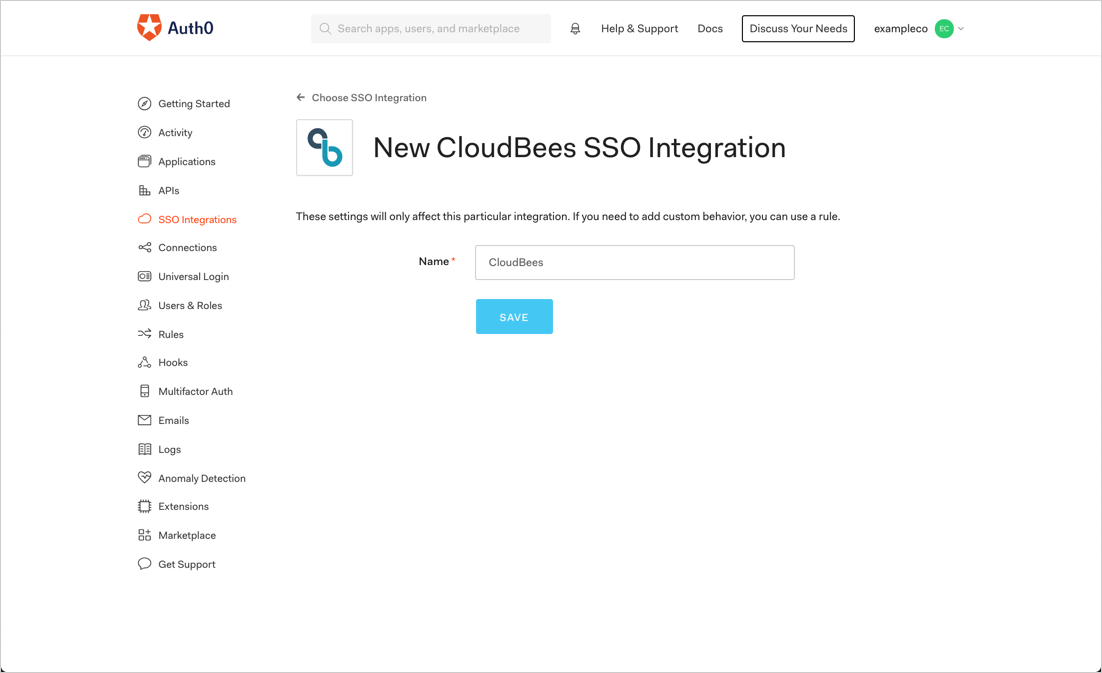 Auth0
Search apps, users, and marketplace
Help & Support
Docs
Discuss Your Needs
exampleco
EC
Getting Started
Activity
Applications
APIs
SSO Integrations
Connections
Universal Login
Users & Roles
Rules
Hooks
Multifactor Auth
Emails
Logs
Anomaly Detection
Extensions
Marketplace
Get Support
Choose SSO Integration
New CloudBees SSO Integration
These settings will only affect this particular integration. If you need to add custom behavior, you can use a rule.
Name *
CloudBees
SAVE